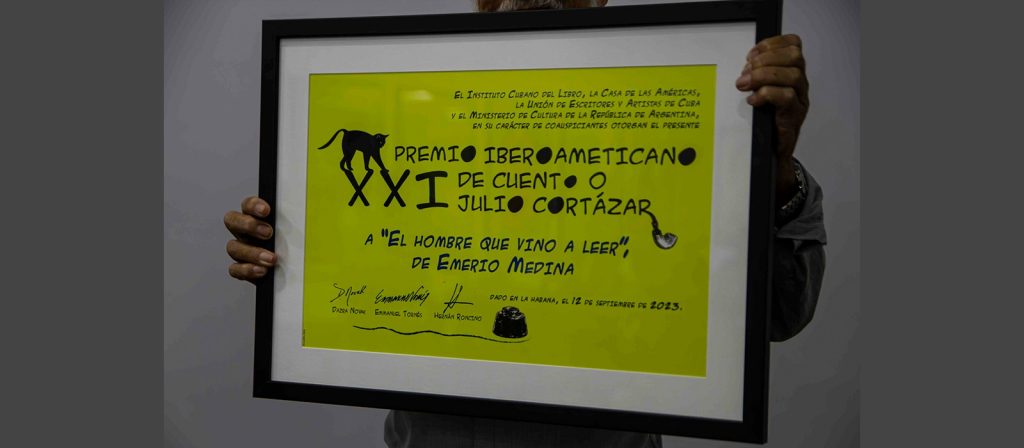 El Instituto Cubano del Libro, la Casa de las Américas,
la Unión de Escritores y Artistas de Cuba
y el Ministerio de Cultura de la República de Argentina,
en su carácter de coauspiciantes otorgan el presente
PREMIO IBEROAMETICANO
XXI DE CUENTO O
JULIO CORTÁZAR
A "El hombre que vino a leer",
de Emerio Medina
Dazra Novak Emmanuel Tornés Hernán Roncino
Dado en La Habana, el 12 de septiembre de 2023.